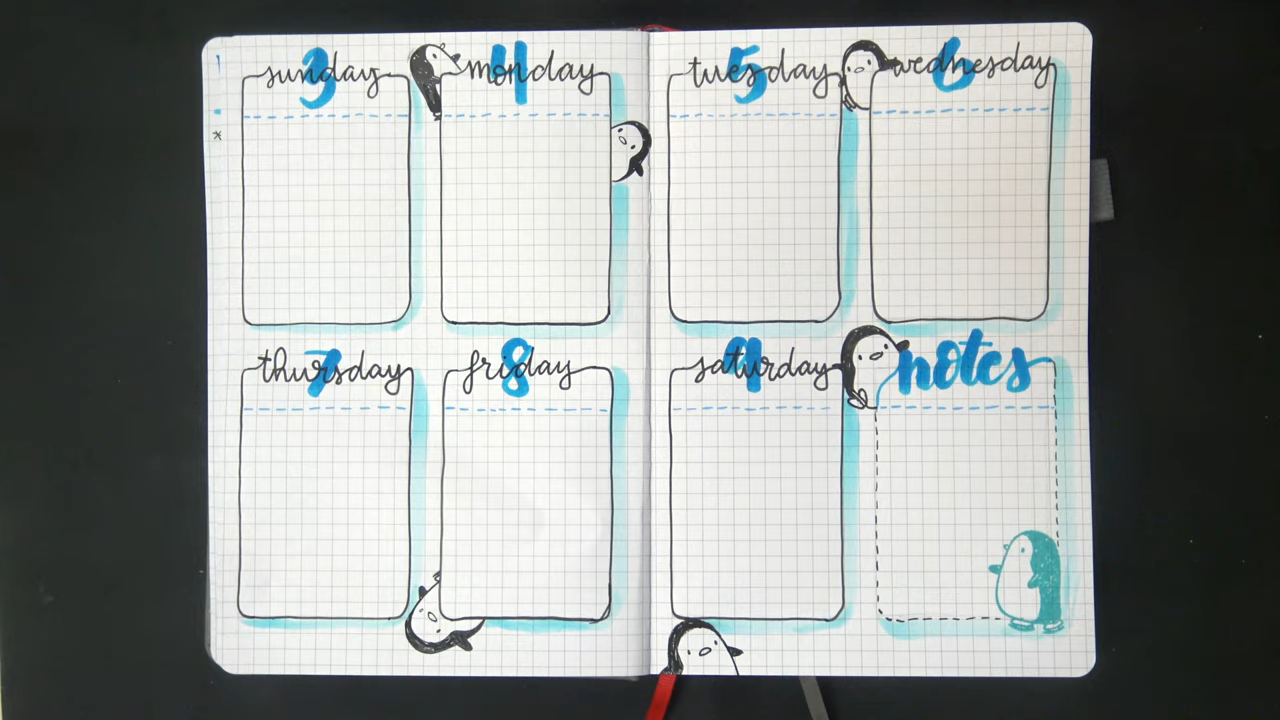 3 sunday
4 monday
5 tuesday
6 wednesday
7 thursday
8 friday
9 saturday
notes